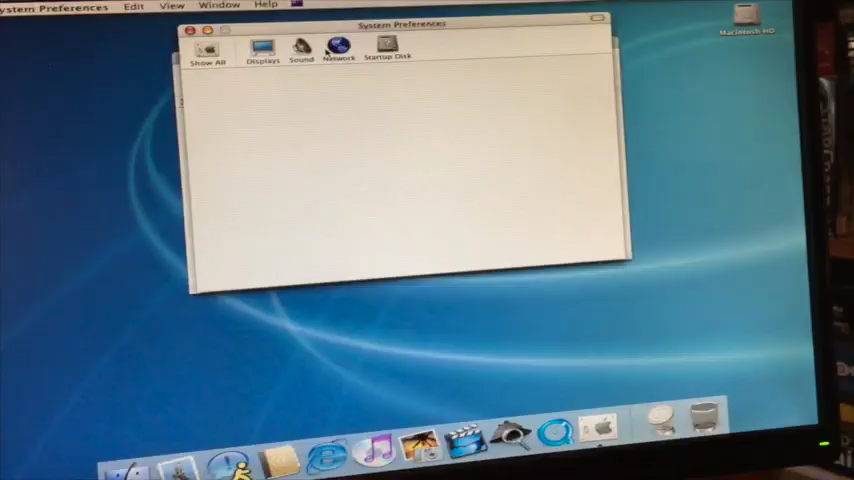 System Preferences Edit View Window Help
System Preferences
Macintosh HD
Show All Displays Sound Network Startup Disk